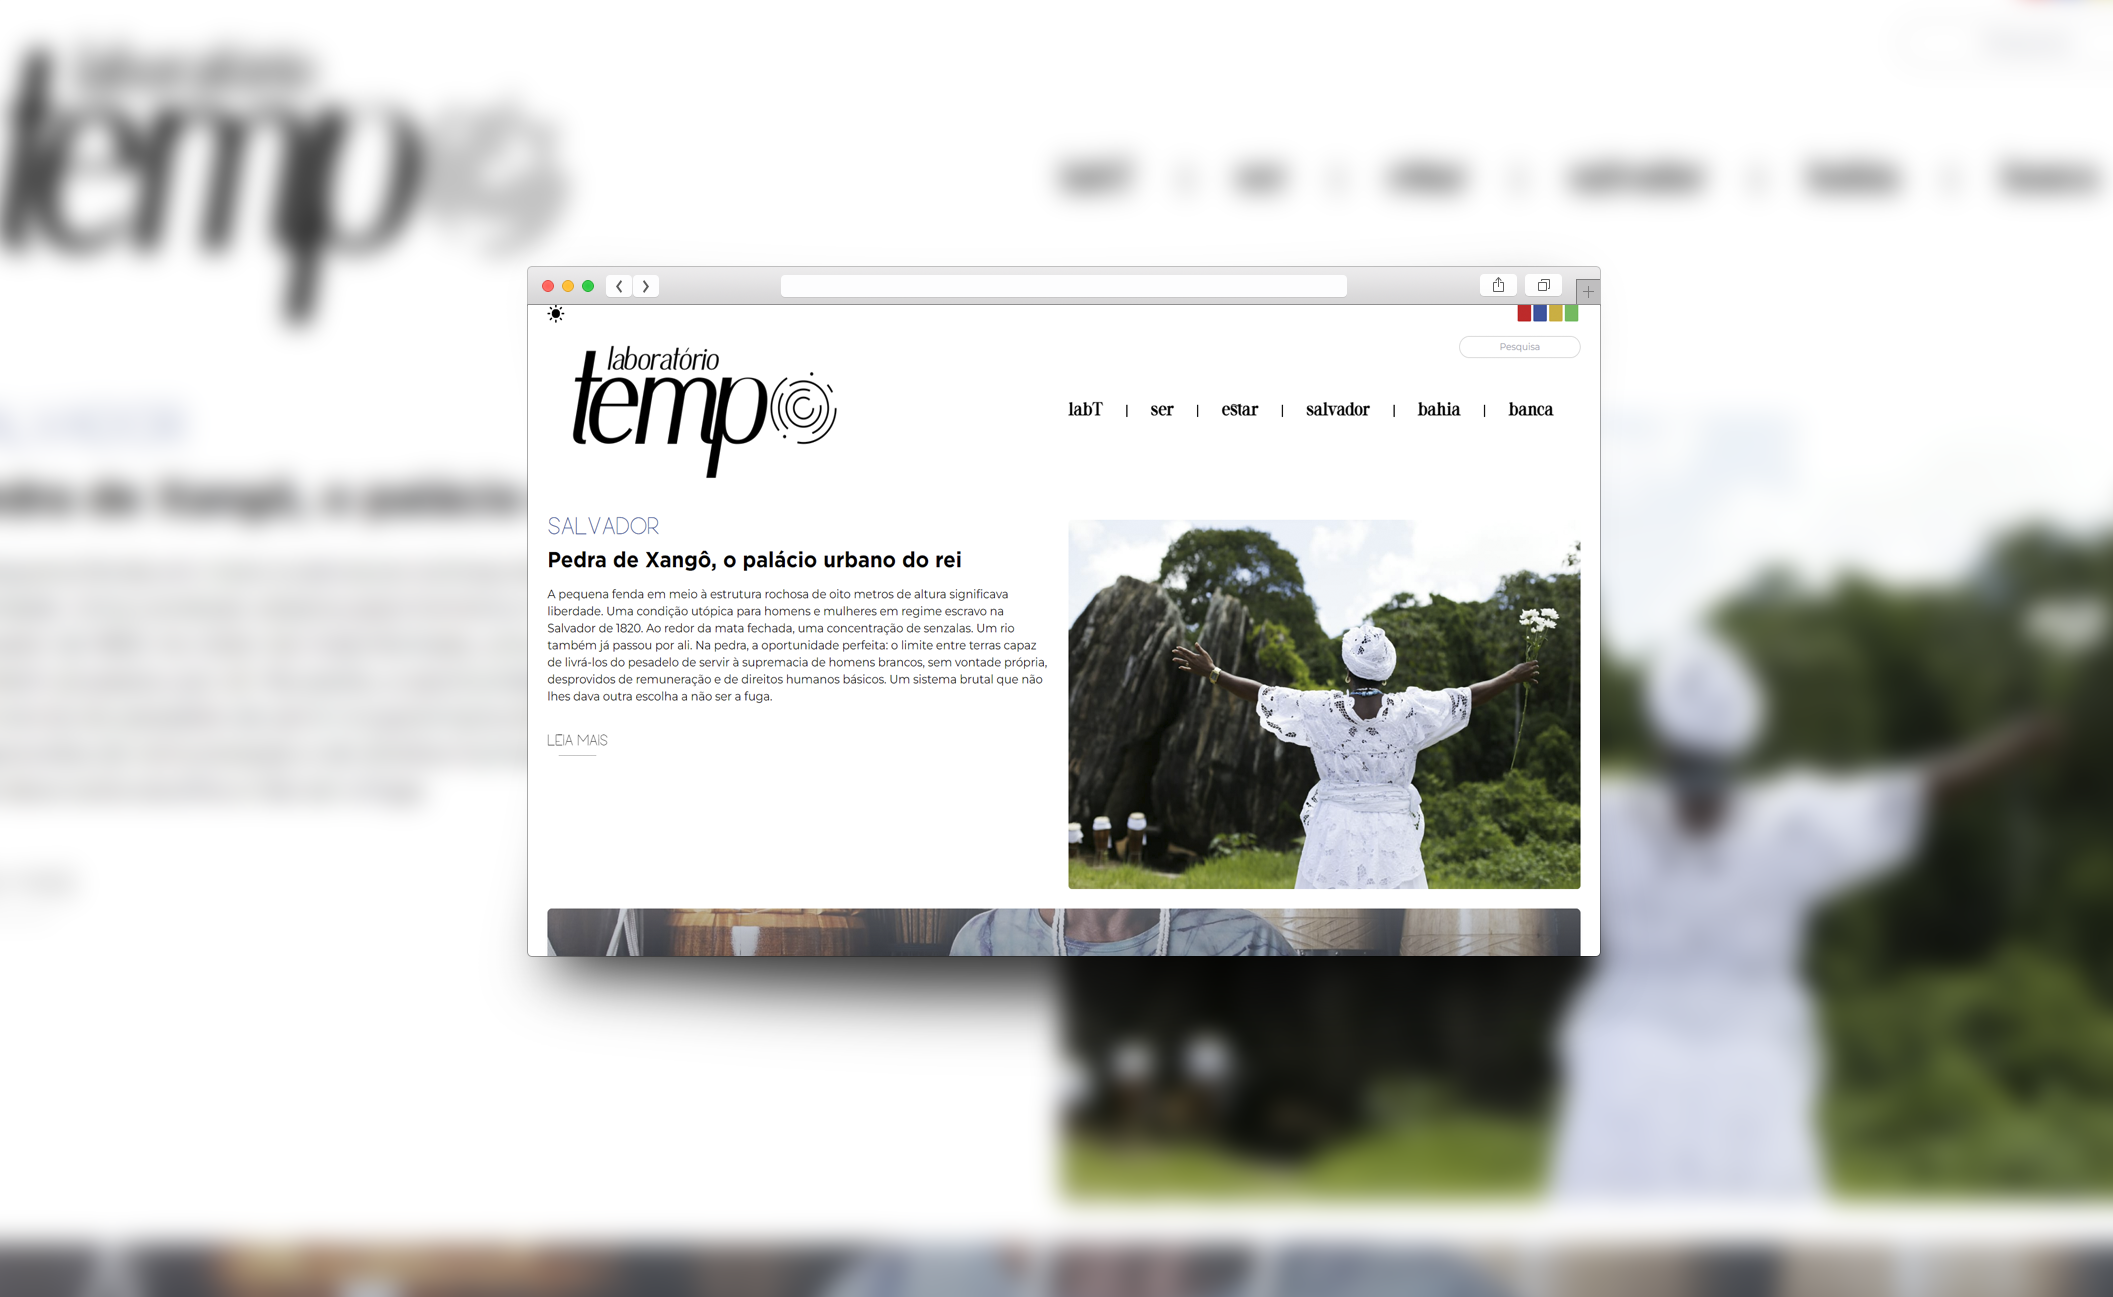 Pesquisa
laboratório
tempo
labT | ser | estar | salvador | bahia | banca
SALVADOR
Pedra de Xangô, o palácio urbano do rei
A pequena fenda em meio à estrutura rochosa de oito metros de altura significava
liberdade. Uma condição utópica para homens e mulheres em regime escravo na
Salvador de 1820. Ao redor da mata fechada, uma concentração de senzalas. Um rio
também já passou por ali. Na pedra, a oportunidade perfeita: o limite entre terras capaz
de livrá-los do pesadelo de servir à supremacia de homens brancos, sem vontade própria,
desprovidos de remuneração e de direitos humanos básicos. Um sistema brutal que não
lhes dava outra escolha a não ser a fuga.
LEIA MAIS